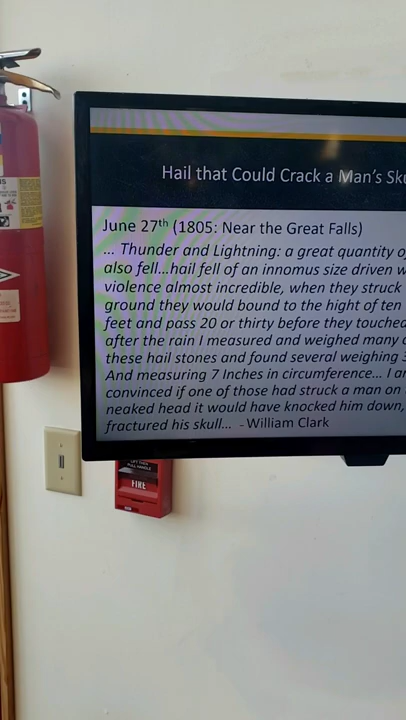 Hail that Could Crack a Man's Sku
June 27th (1805: Near the Great Falls)
... Thunder and Lightning: a great quantity o
also fell...hail fell of an innomus size driven w
violence almost incredible, when they struck
ground they would bound to the hight of ten
feet and pass 20 or thirty before they touched
after the rain I measured and weighed many
these hail stones and found several weighing 3
And measuring 7 Inches in circumference... I a
convinced if one of those had struck a man on
neaked head it would have knocked him down,
fractured his skull... - William Clark
PULL HANDLE
FIRE